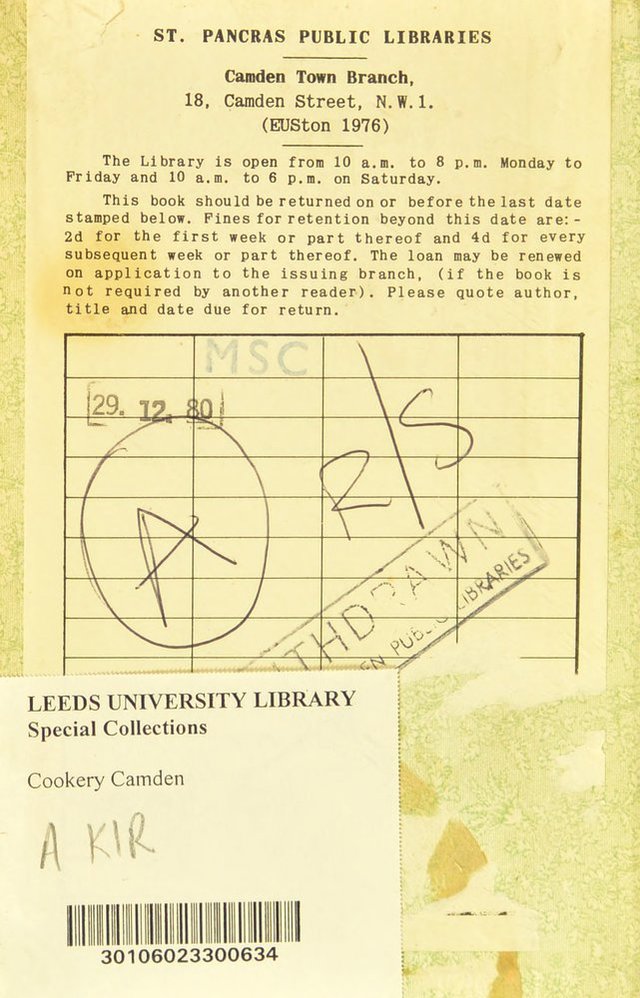 ST. PANCRAS PUBLIC LIBRARIES
Camden Town Branch,
18, Camden Street, N.W.1.
(EUSton 1976)
The Library is open from 10 a.m. to 8 p.m. Monday to
Friday and 10 a.m. to 6 p.m. on Saturday.
This book should be returned on or before the last date
stamped below. Fines for retention beyond this date are:-
2d for the first week or part thereof and 4d for every
subsequent week or part thereof. The loan may be renewed
on application to the issuing branch, (if the book is
not required by another reader). Please quote author,
title and date due for return.
MSC
29. 12. 80
R/S
A
THDRAWN
EN PUBLIC LIBRARIES
LEEDS UNIVERSITY LIBRARY
Special Collections
Cookery Camden
A KIR
30106023300634